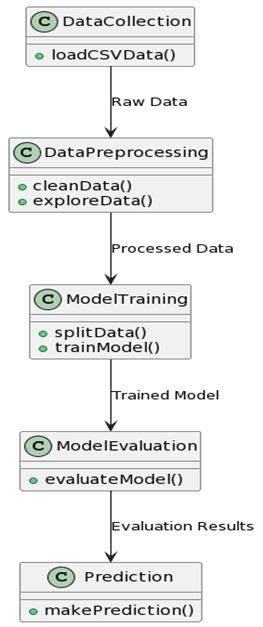 C DataCollection
loadCSVData()
Raw Data
C DataPreprocessing
cleanData()
exploreData()
Processed Data
C ModelTraining
splitData()
trainModel()
Trained Model
C ModelEvaluation
evaluateModel()
Evaluation Results
C Prediction
makePrediction()